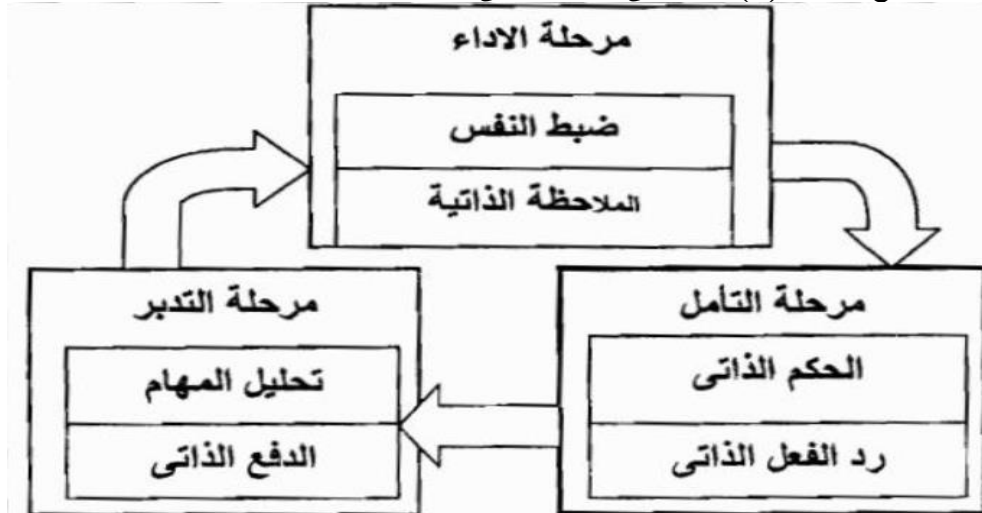 مرحلة الاداء
ضبط النفس
الملاحظة الذاتية
مرحلة التأمل
الحكم الذاتى
رد الفعل الذاتى
مرحلة التدبر
تحليل المهام
الدفع الذاتى